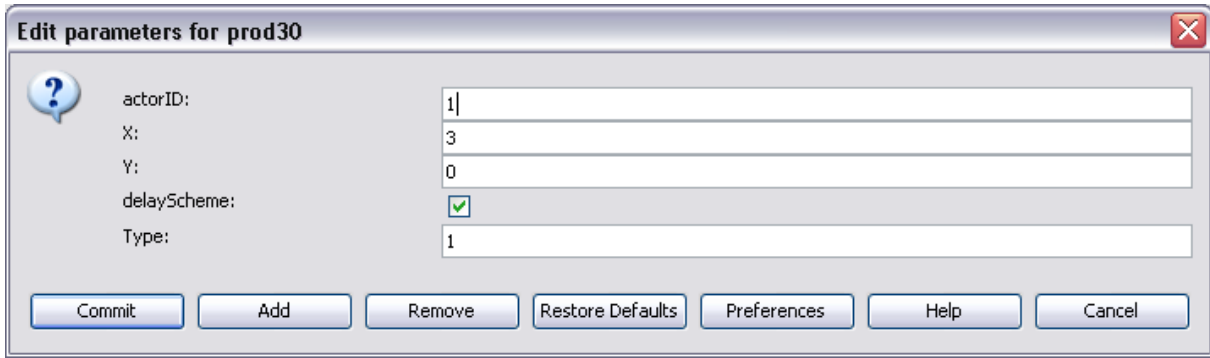 Edit parameters for prod30
actorID: 1
X: 3
Y: 0
delayScheme:
Type: 1
Commit Add Remove Restore Defaults Preferences Help Cancel